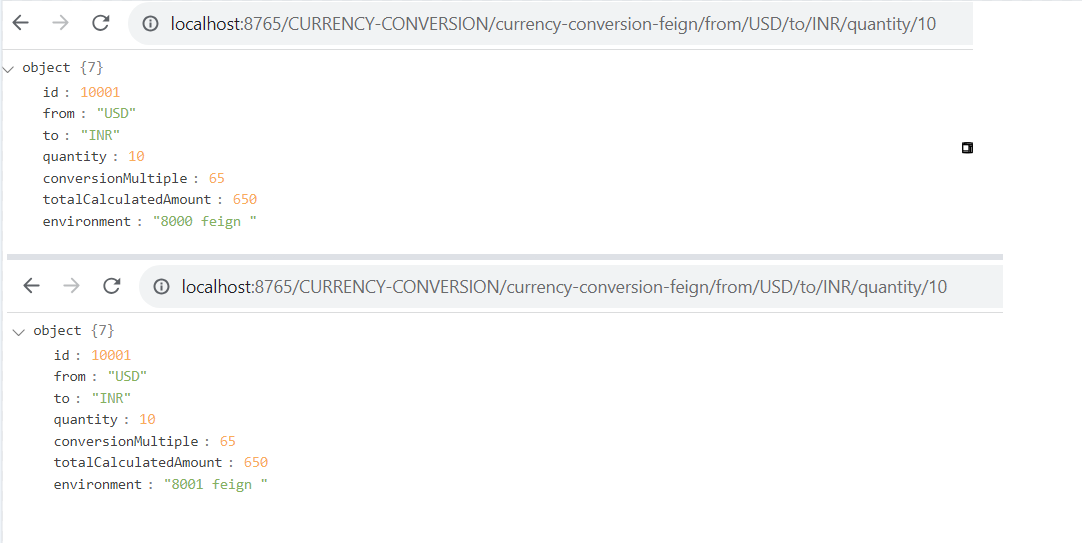 localhost:8765/CURRENCY-CONVERSION/currency-conversion-feign/from/USD/to/INR/quantity/10
object {7}
id : 10001
from : "USD"
to : "INR"
quantity : 10
conversionMultiple : 65
totalCalculatedAmount : 650
environment : "8000 feign "
localhost:8765/CURRENCY-CONVERSION/currency-conversion-feign/from/USD/to/INR/quantity/10
object {7}
id : 10001
from : "USD"
to : "INR"
quantity : 10
conversionMultiple : 65
totalCalculatedAmount : 650
environment : "8001 feign "